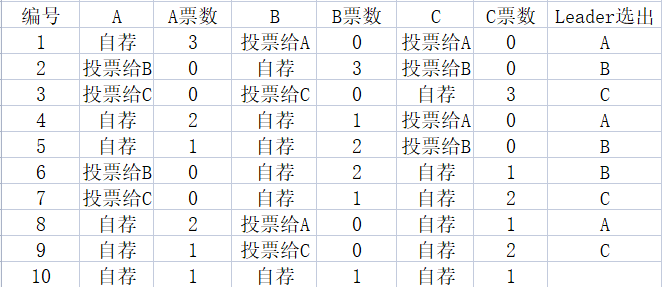 编号 A A票数 B B票数 C C票数 Leader选出
1 自荐 3 投票给A 0 投票给A 0 A
2 投票给B 0 自荐 3 投票给B 0 B
3 投票给C 0 投票给C 0 自荐 3 C
4 自荐 2 自荐 1 投票给A 0 A
5 自荐 1 自荐 2 投票给B 0 B
6 投票给B 0 自荐 2 自荐 1 B
7 投票给C 0 自荐 1 自荐 2 C
8 自荐 2 投票给A 0 自荐 1 A
9 自荐 1 投票给C 0 自荐 2 C
10 自荐 1 自荐 1 自荐 1